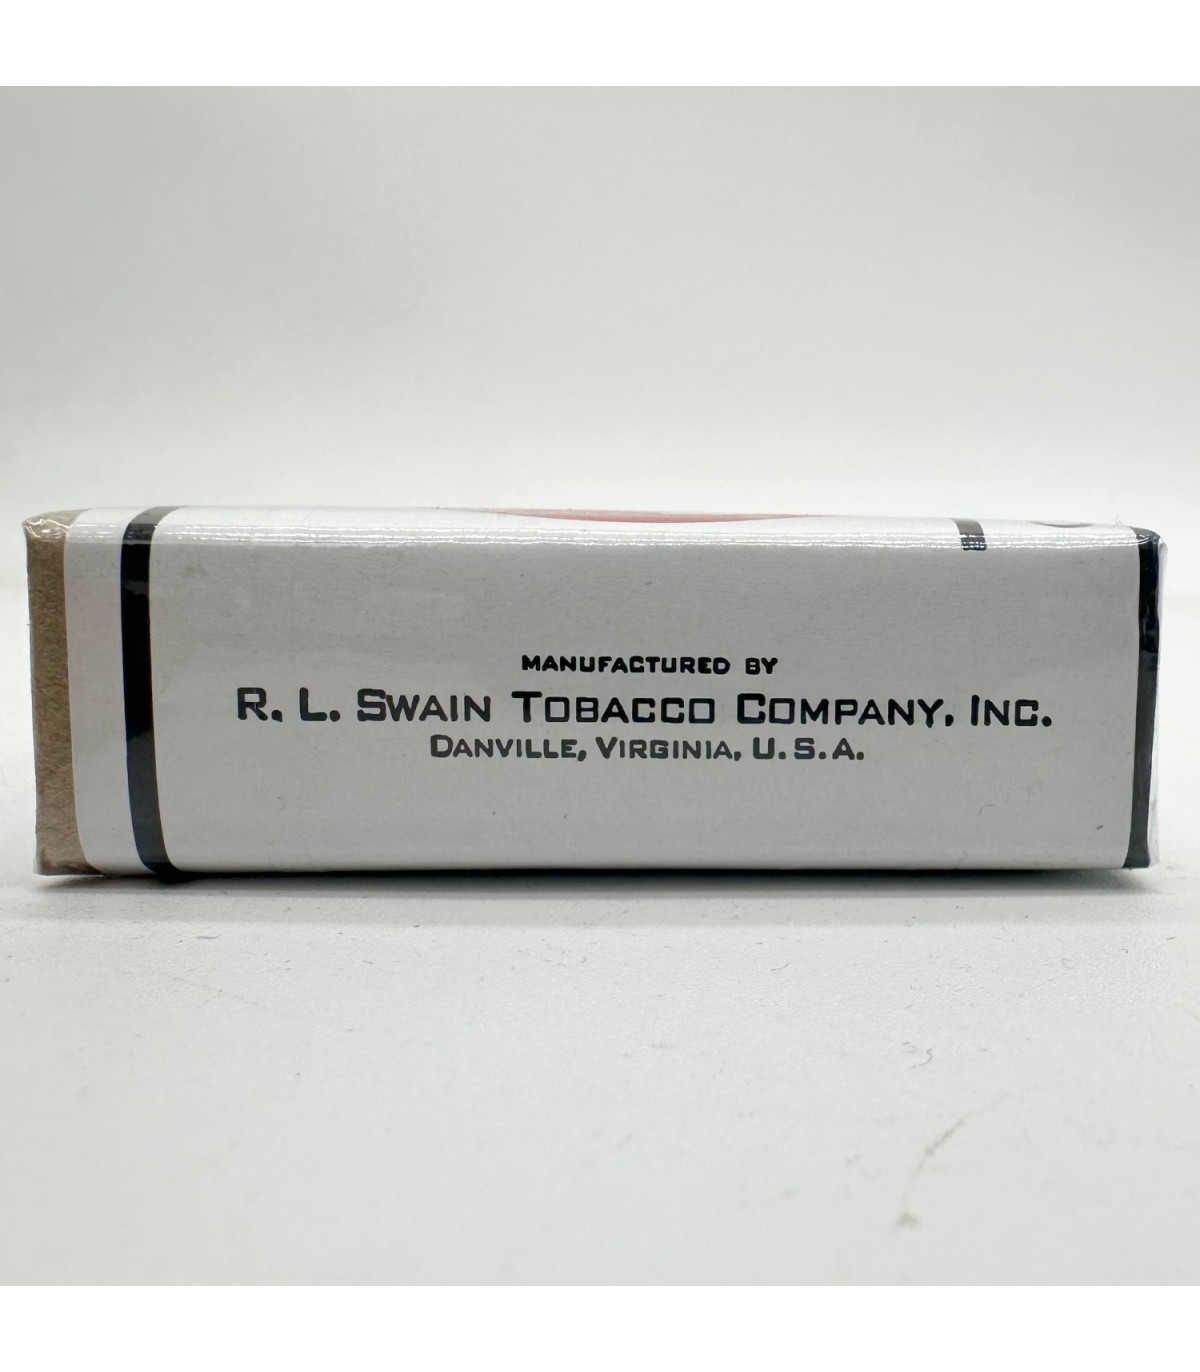 MANUFACTURED BY
R. L. SWAIN TOBACCO COMPANY, INC.
DANVILLE, VIRGINIA, U.S.A.